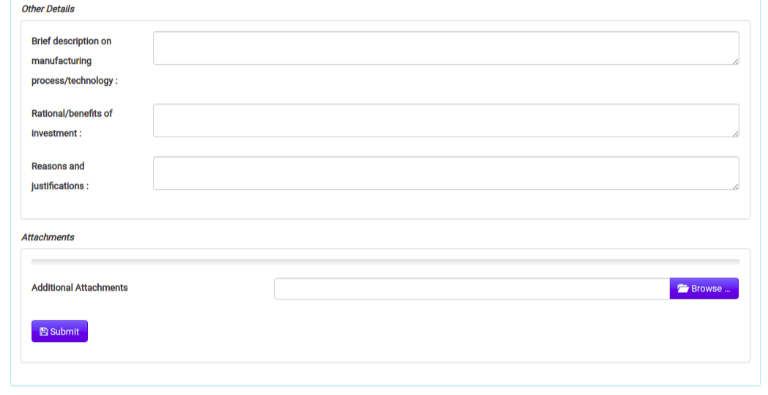 Other Details
Brief description on
manufacturing
process/technology :
Rational/benefits of
investment :
Reasons and
justifications :
Attachments
Additional Attachments
Browse ...
Submit